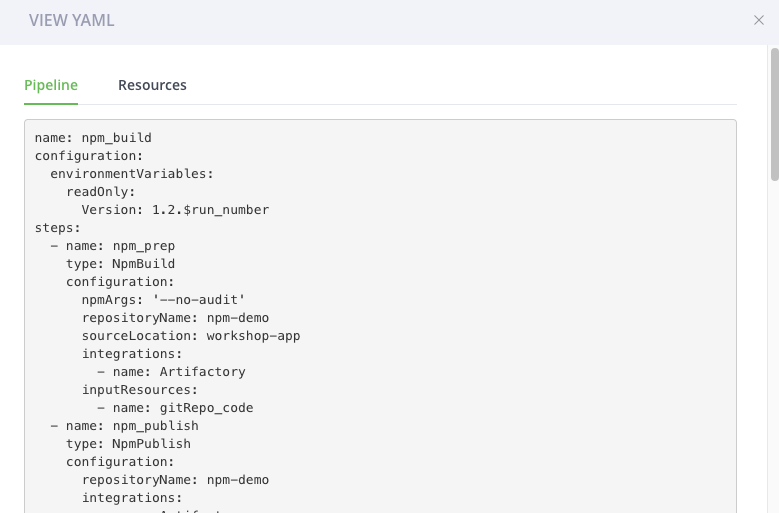 VIEW YAML
Pipeline Resources
name: npm_build
configuration:
  environmentVariables:
    readOnly:
      Version: 1.2.$run_number
steps:
  - name: npm_prep
    type: NpmBuild
    configuration:
      npmArgs: '--no-audit'
      repositoryName: npm-demo
      sourceLocation: workshop-app
      integrations:
        - name: Artifactory
      inputResources:
        - name: gitRepo_code
  - name: npm_publish
    type: NpmPublish
    configuration:
      repositoryName: npm-demo
      integrations: